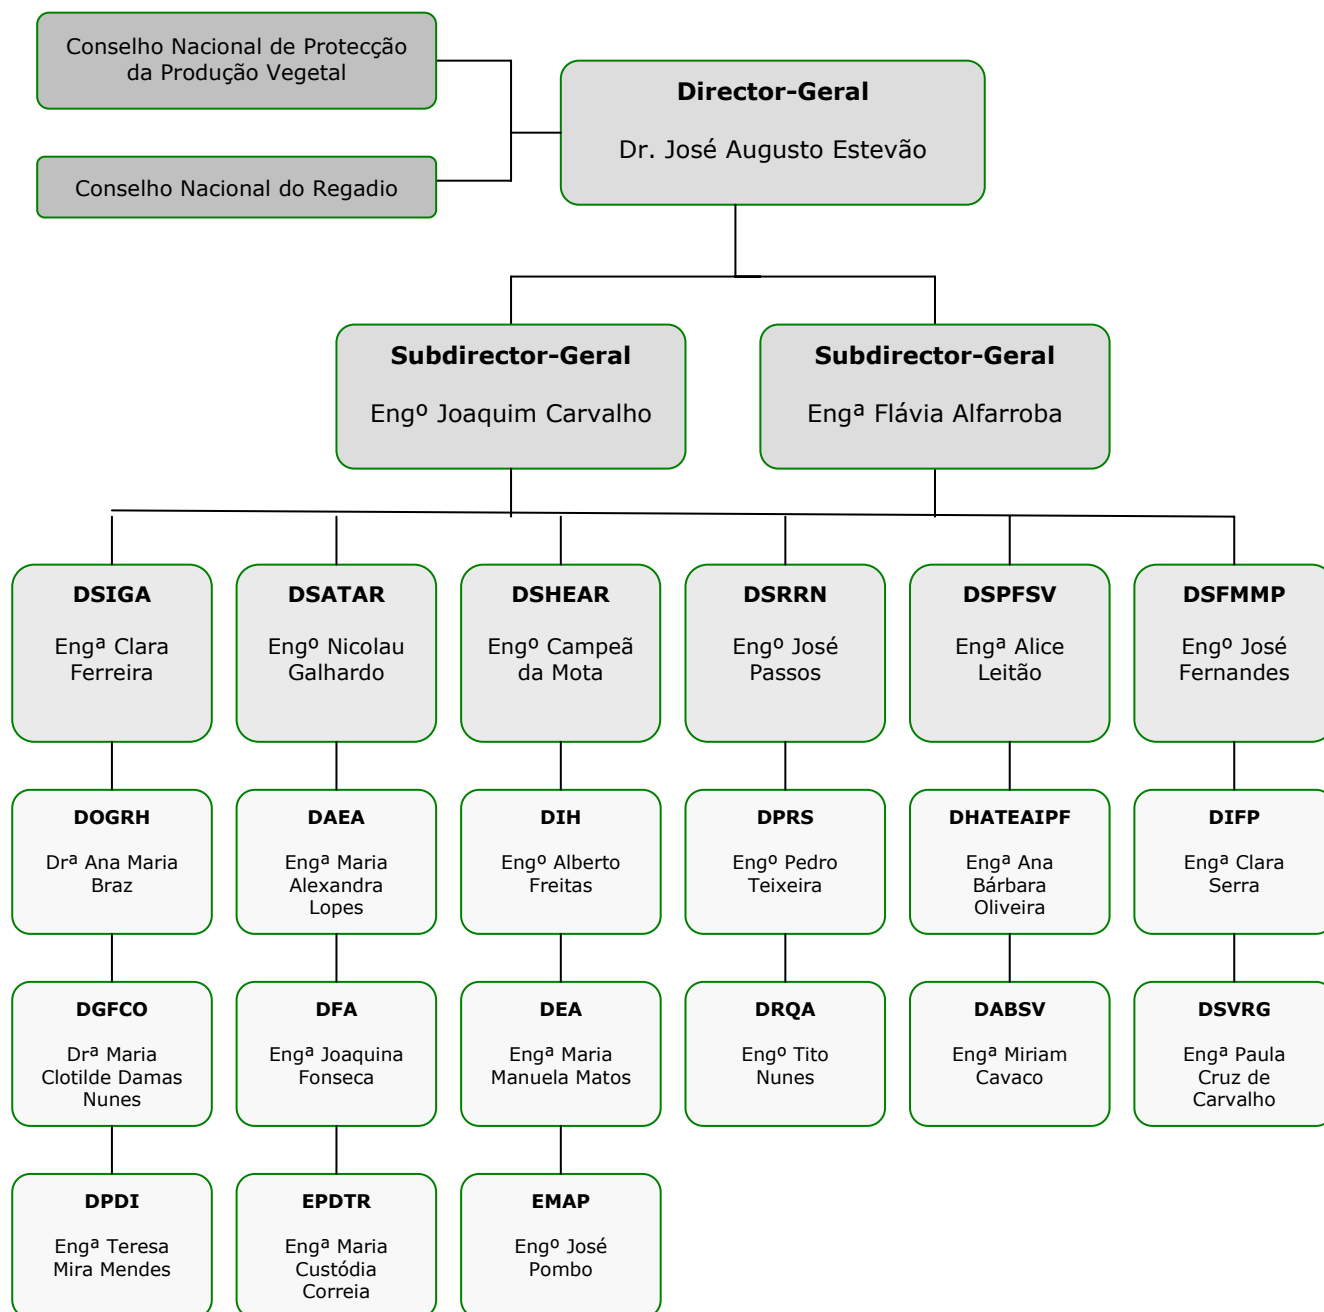 Conselho Nacional de Protecção
da Produção Vegetal
Conselho Nacional do Regadio
Director-Geral
Dr. José Augusto Estevão
Subdirector-Geral
Engº Joaquim Carvalho
Subdirector-Geral
Engª Flávia Alfarroba
DSIGA
Engª Clara
Ferreira
DSATAR
Engº Nicolau
Galhardo
DSHEAR
Engº Campeã
da Mota
DSRRN
Engº José
Passos
DSPFSV
Engª Alice
Leitão
DSFMMP
Engº José
Fernandes
DOGRH
Drª Ana Maria
Braz
DAEA
Engª Maria
Alexandra
Lopes
DIH
Engº Alberto
Freitas
DPRS
Engº Pedro
Teixeira
DHATEAIPF
Engª Ana
Bárbara
Oliveira
DIFP
Engª Clara
Serra
DGFCO
Drª Maria
Clotilde Damas
Nunes
DFA
Engª Joaquina
Fonseca
DEA
Engª Maria
Manuela Matos
DRQA
Engº Tito
Nunes
DABSV
Engª Miriam
Cavaco
DSVRG
Engª Paula
Cruz de
Carvalho
DPDI
Engª Teresa
Mira Mendes
EPDTR
Engª Maria
Custódia
Correia
EMAP
Engº José
Pombo